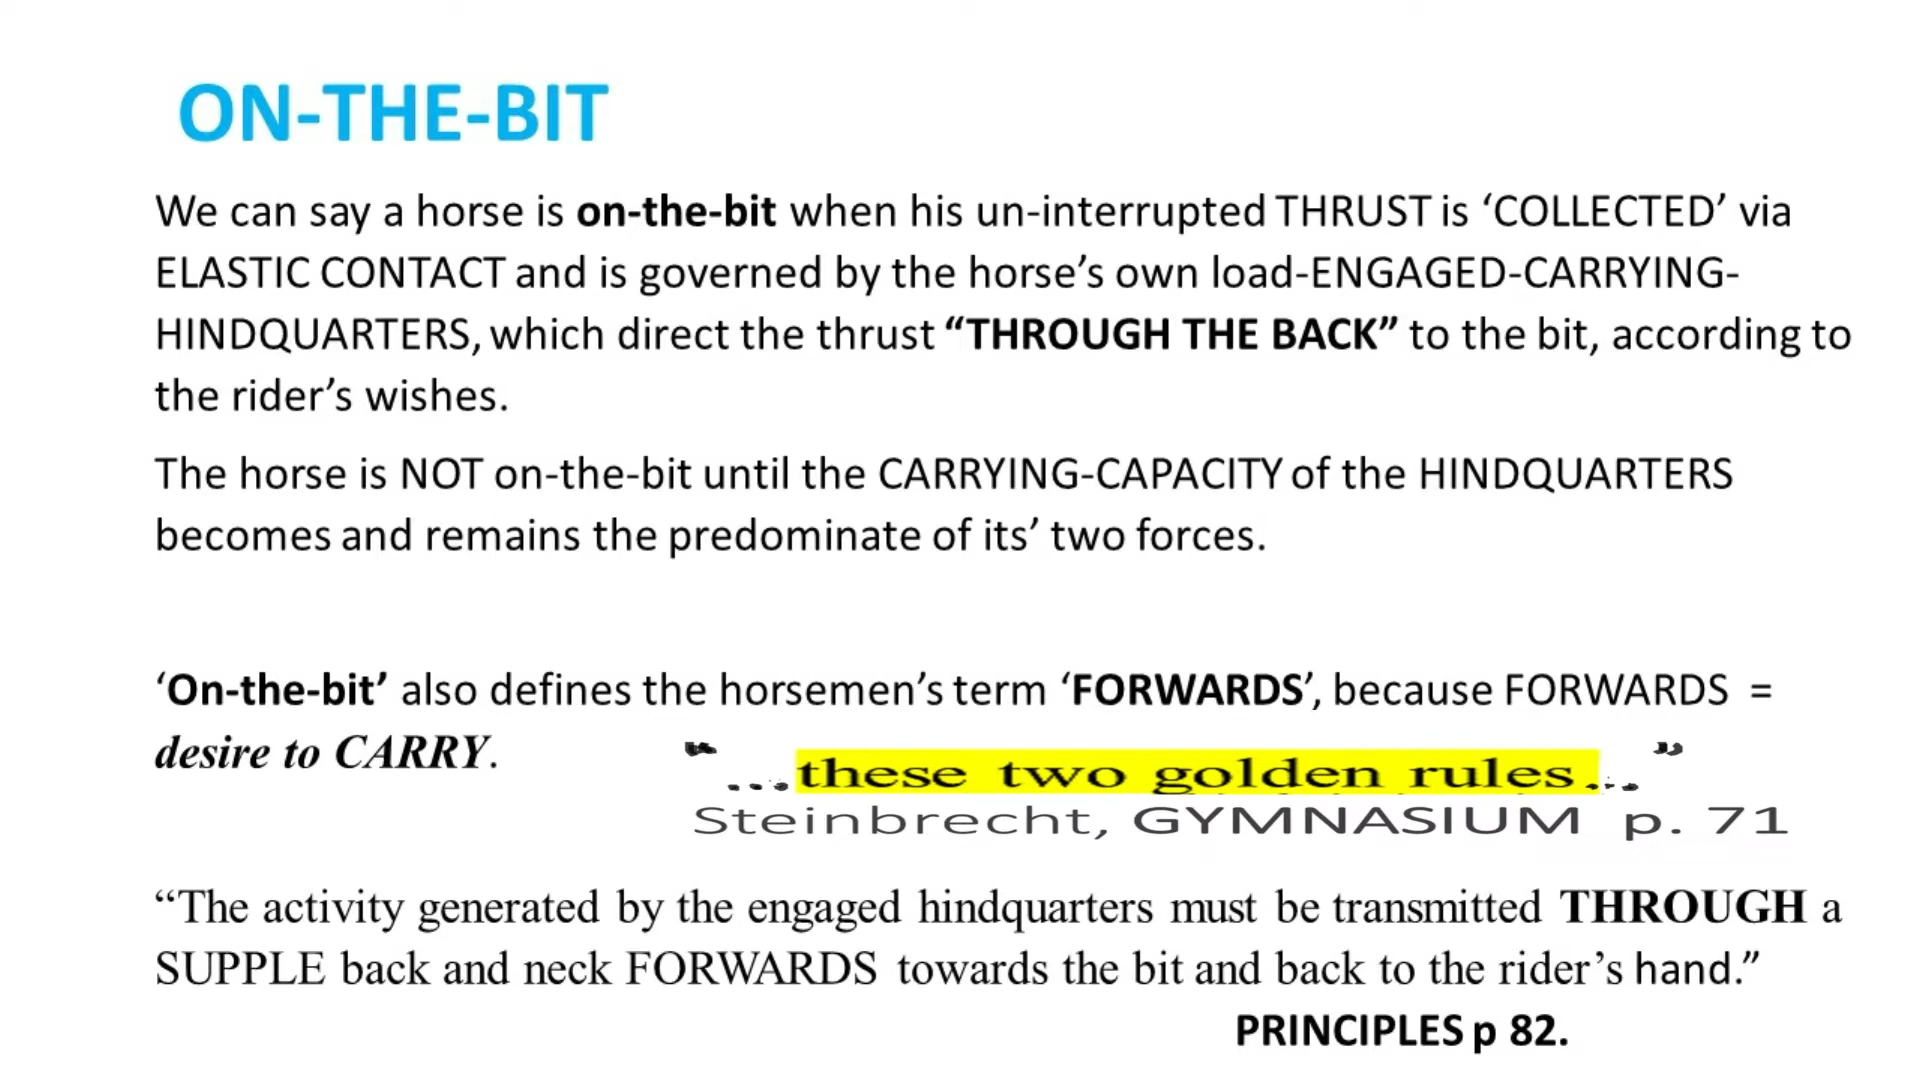 ON-THE-BIT
We can say a horse is on-the-bit when his un-interrupted THRUST is ‘COLLECTED’ via
ELASTIC CONTACT and is governed by the horse’s own load-ENGAGED-CARRYING-
HINDQUARTERS, which direct the thrust “THROUGH THE BACK” to the bit, according to
the rider’s wishes.
The horse is NOT on-the-bit until the CARRYING-CAPACITY of the HINDQUARTERS
becomes and remains the predominate of its’ two forces.
‘On-the-bit’ also defines the horsemen’s term ‘FORWARDS’, because FORWARDS =
desire to CARRY.
“ ...these two golden rules... ”
Steinbrecht, GYMNASIUM p. 71
“The activity generated by the engaged hindquarters must be transmitted THROUGH a
SUPPLE back and neck FORWARDS towards the bit and back to the rider’s hand.”
PRINCIPLES p 82.